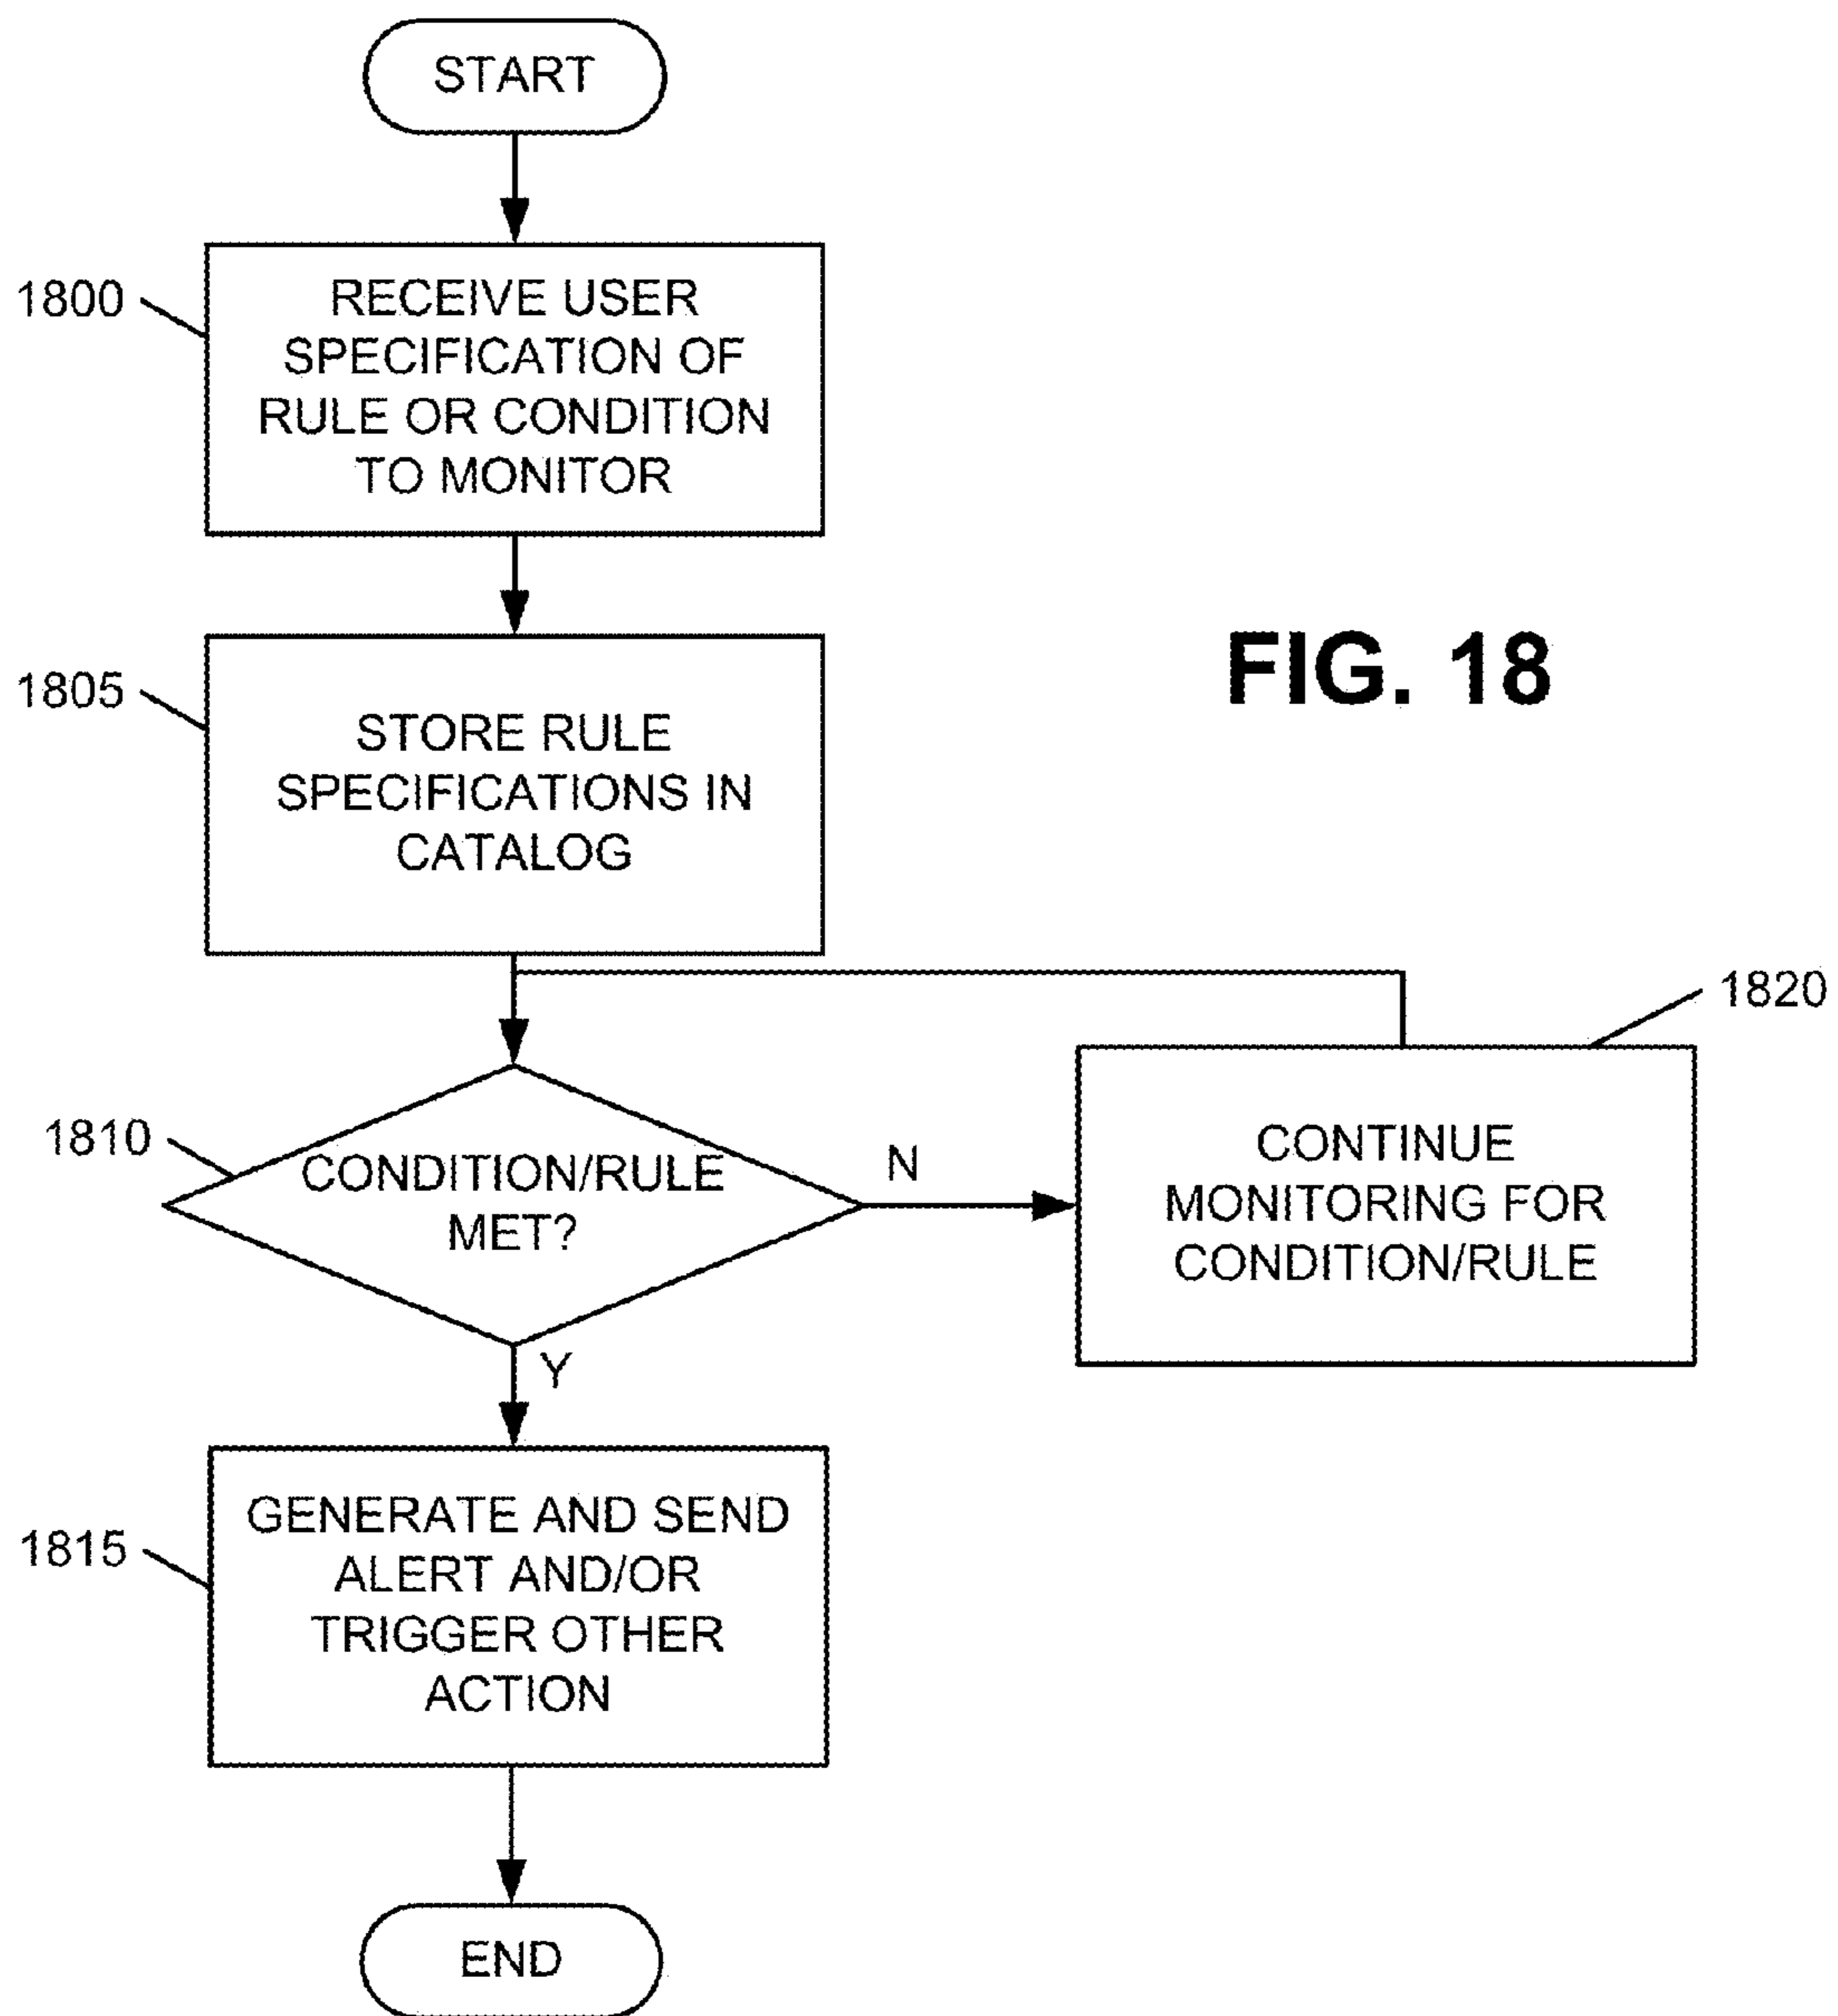 START
1800
RECEIVE USER
SPECIFICATION OF
RULE OR CONDITION
TO MONITOR
FIG. 18
1805
STORE RULE
SPECIFICATIONS IN
CATALOG
1820
1810
CONDITION/RULE
MET?
N
CONTINUE
MONITORING FOR
CONDITION/RULE
Y
1815
GENERATE AND SEND
ALERT AND/OR
TRIGGER OTHER
ACTION
END